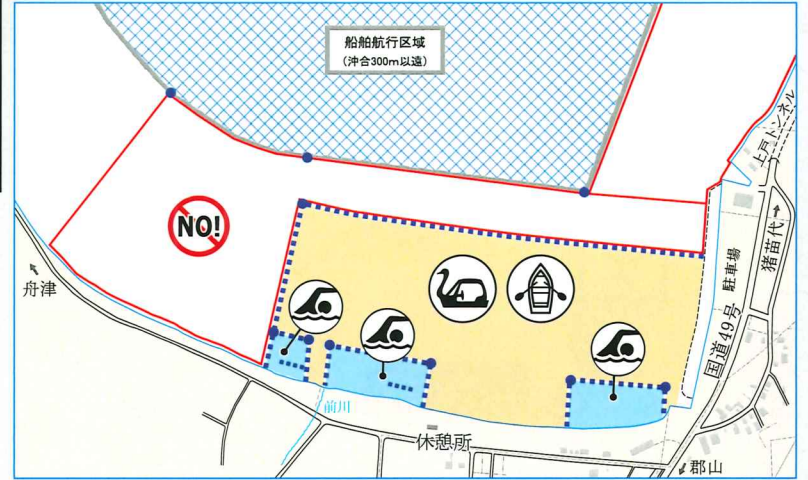 船舶航行区域
(沖合300m以遠)
上戸トンネル
NO!
猪苗代
舟津
駐車場
国道49号
前川
休憩所
郡山